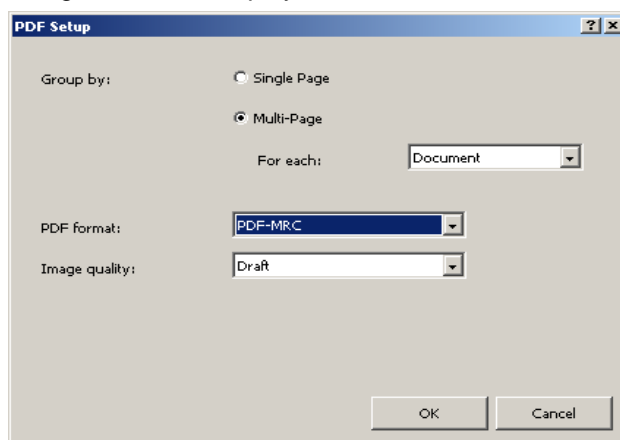 PDF Setup
Group by:
Single Page
Multi-Page
For each:
Document
PDF format:
PDF-MRC
Image quality:
Draft
OK
Cancel